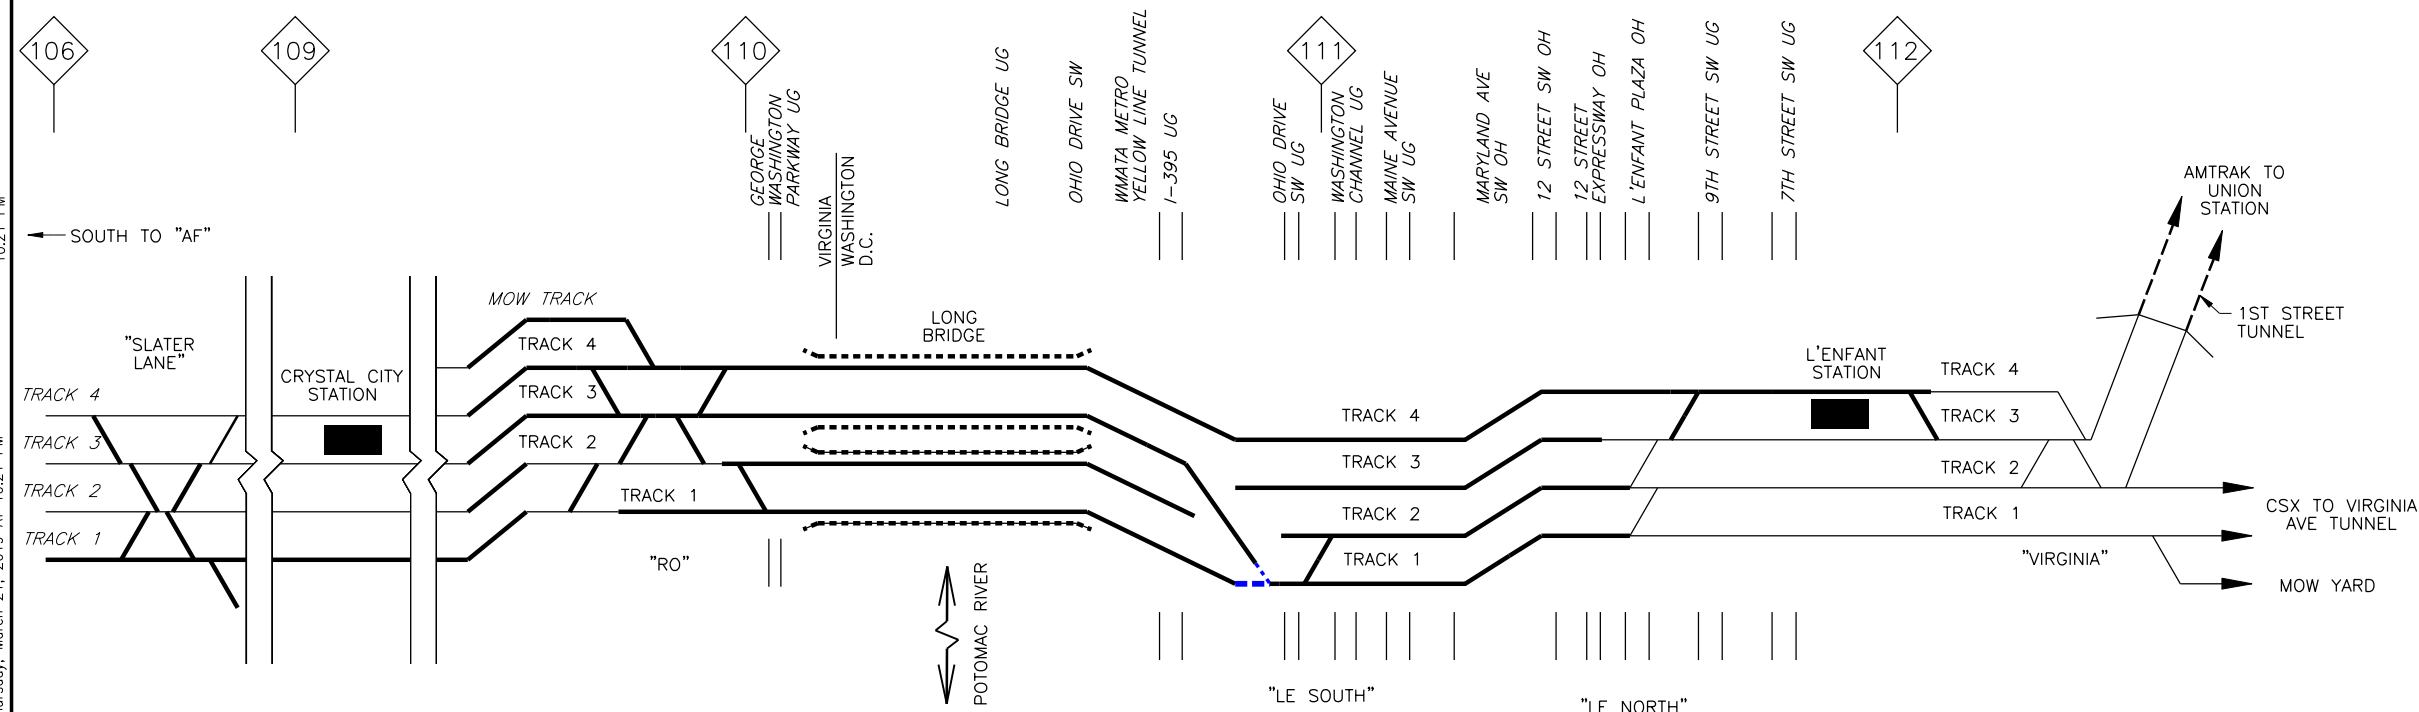 106
109
110
111
112
GEORGE
WASHINGTON
PARKWAY UG
VIRGINIA
WASHINGTON
D.C.
LONG BRIDGE UG
OHIO DRIVE SW
WMATA METRO
YELLOW LINE TUNNEL
I-395 UG
OHIO DRIVE
SW UG
WASHINGTON
CHANNEL UG
MAINE AVENUE
SW UG
MARYLAND AVE
SW OH
12 STREET SW OH
12 STREET
EXPRESSWAY OH
L'ENFANT PLAZA OH
9TH STREET SW UG
7TH STREET SW UG
AMTRAK TO
UNION
STATION
SOUTH TO "AF"
1ST STREET
TUNNEL
MOW TRACK
"SLATER
LANE"
CRYSTAL CITY
STATION
LONG
BRIDGE
L'ENFANT
STATION
TRACK 4
TRACK 3
TRACK 2
TRACK 1
TRACK 4
TRACK 3
TRACK 2
TRACK 1
TRACK 4
TRACK 3
TRACK 2
TRACK 1
TRACK 4
TRACK 3
TRACK 2
TRACK 1
CSX TO VIRGINIA
AVE TUNNEL
"RO"
"VIRGINIA"
MOW YARD
POTOMAC RIVER
"LE SOUTH"
"LE NORTH"